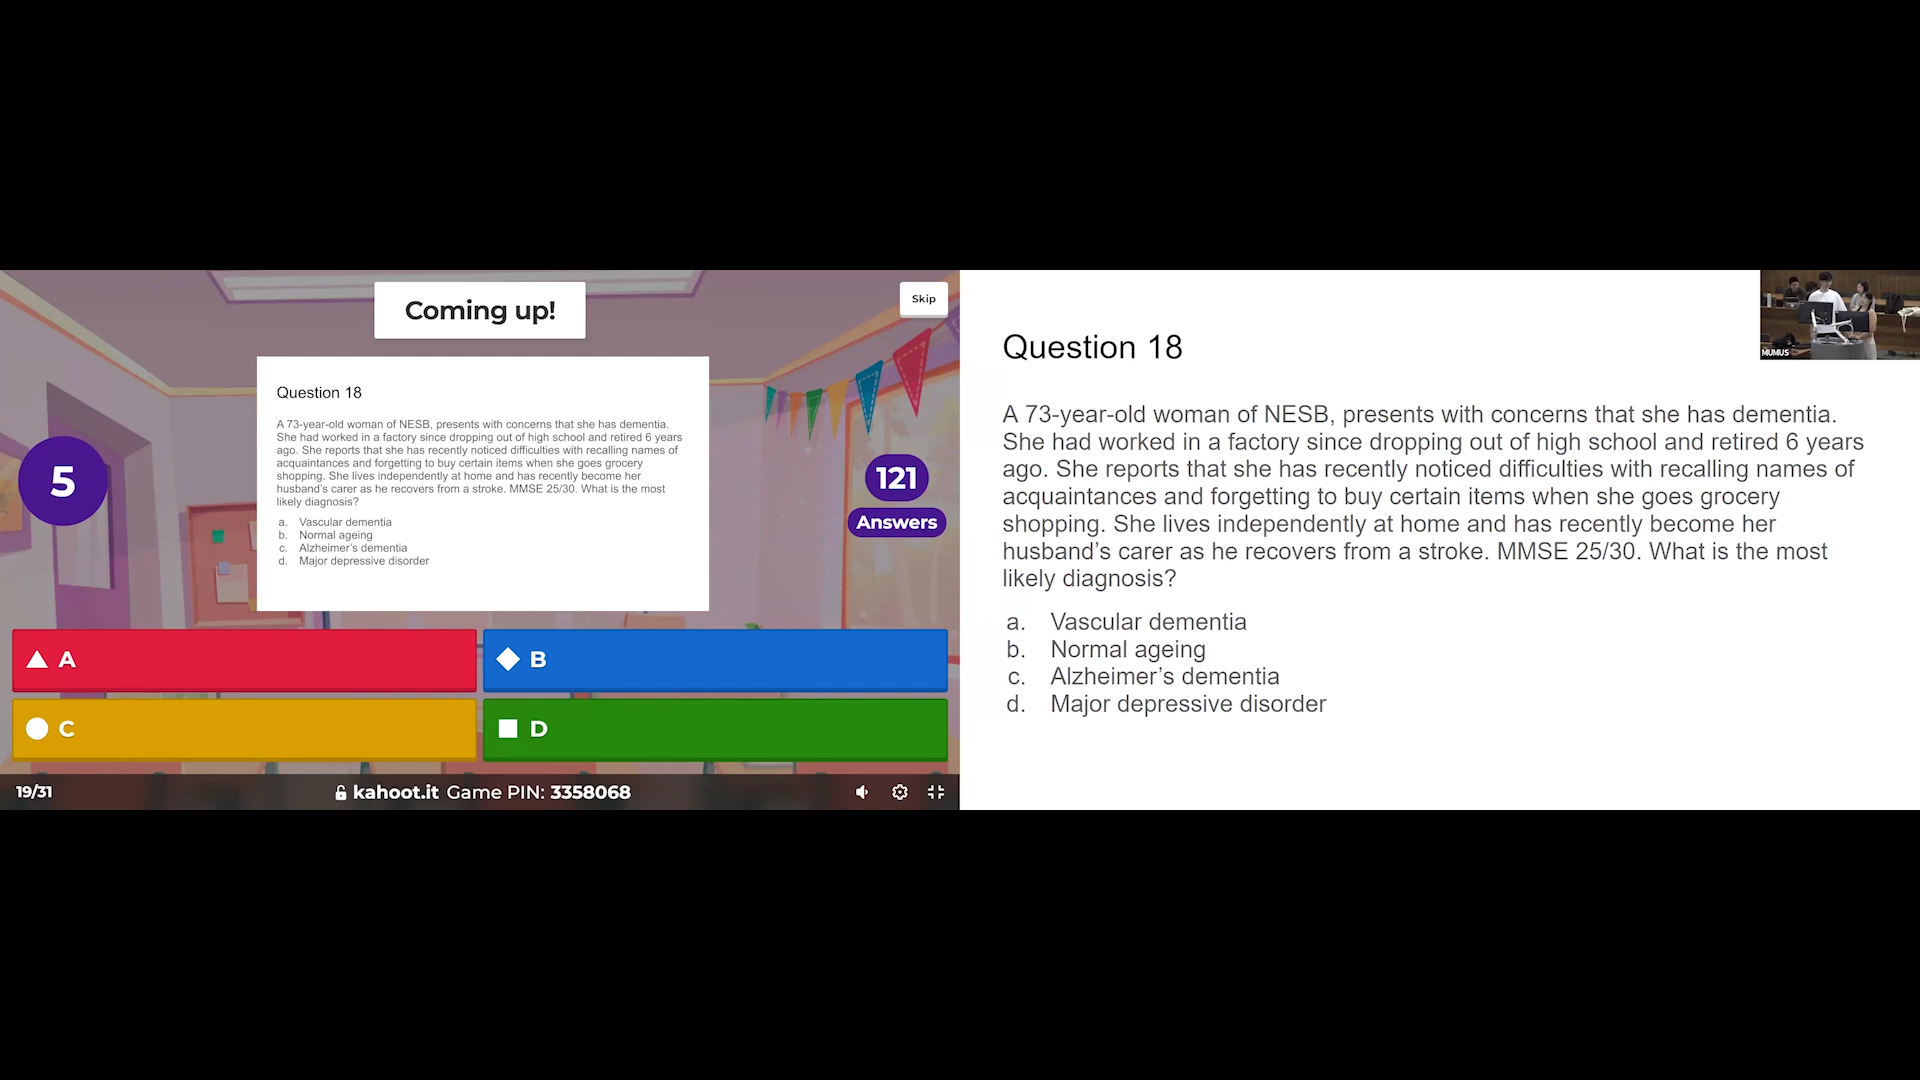 Coming up!
Skip
Question 18
A 73-year-old woman of NESB, presents with concerns that she has dementia.
She had worked in a factory since dropping out of high school and retired 6 years
ago. She reports that she has recently noticed difficulties with recalling names of
acquaintances and forgetting to buy certain items when she goes grocery
shopping. She lives independently at home and has recently become her
husband's carer as he recovers from a stroke. MMSE 25/30. What is the most
likely diagnosis?
a. Vascular dementia
b. Normal ageing
c. Alzheimer's dementia
d. Major depressive disorder
5
121
Answers
A
B
C
D
19/31
kahoot.it Game PIN: 3358068
Question 18
A 73-year-old woman of NESB, presents with concerns that she has dementia.
She had worked in a factory since dropping out of high school and retired 6 years
ago. She reports that she has recently noticed difficulties with recalling names of
acquaintances and forgetting to buy certain items when she goes grocery
shopping. She lives independently at home and has recently become her
husband's carer as he recovers from a stroke. MMSE 25/30. What is the most
likely diagnosis?
a. Vascular dementia
b. Normal ageing
c. Alzheimer's dementia
d. Major depressive disorder
MUMUS